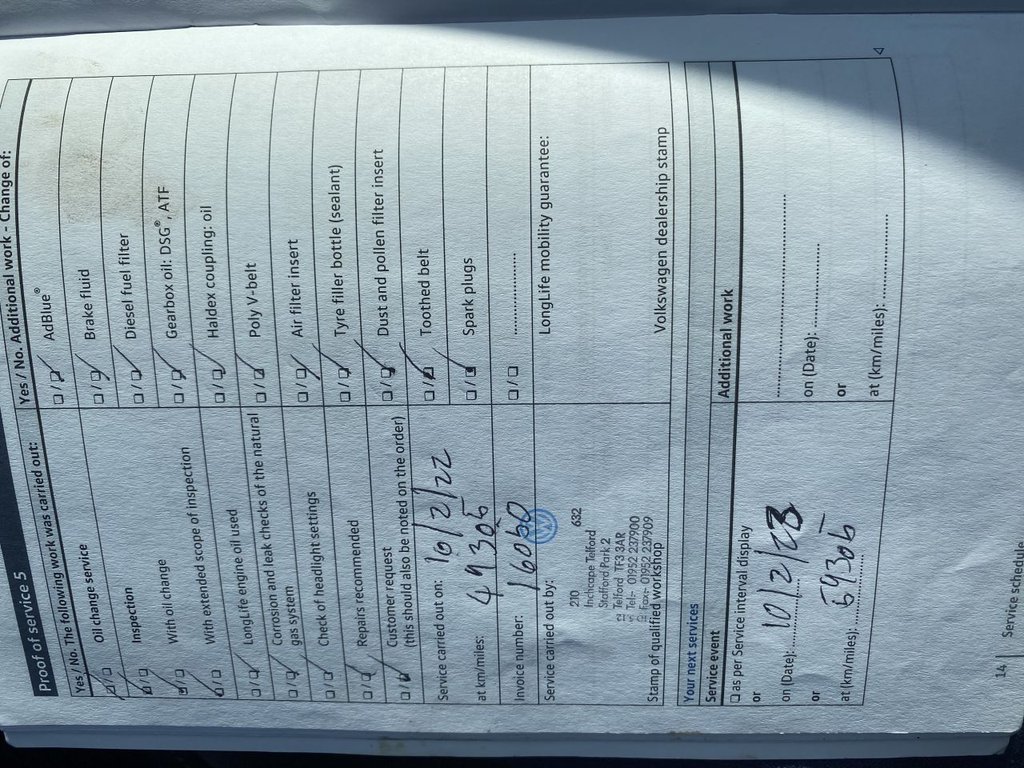 Proof of service 5
Yes / No. The following work was carried out:
Oil change service
Inspection
With oil change
With extended scope of inspection
LongLife engine oil used
Corrosion and leak checks of the natural
gas system
Check of headlight settings
Repairs recommended
Customer request
(this should also be noted on the order)
Service carried out on: 10/2/22
at km/miles: 49306
Invoice number: 16060
Service carried out by:
210 632
Inchcape Telford
Stafford Park 2
Telford TF3 3AR
Tel:- 01952 237900
Fax:- 01952 237909
Stamp of qualified workshop
Yes / No. Additional work - Change of:
AdBlue®
Brake fluid
Diesel fuel filter
Gearbox oil: DSG®, ATF
Haldex coupling: oil
Poly V-belt
Air filter insert
Tyre filler bottle (sealant)
Dust and pollen filter insert
Toothed belt
Spark plugs
LongLife mobility guarantee:
Volkswagen dealership stamp
Your next services
Service event
as per Service interval display
or
on (Date): 10/2/23
or
at (km/miles): 69306
Additional work
on (Date):
or
at (km/miles):
14 | Service schedule